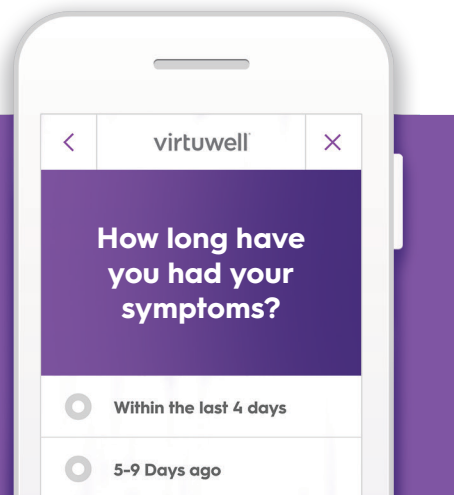 virtuwell
How long have
you had your
symptoms?
Within the last 4 days
5-9 Days ago